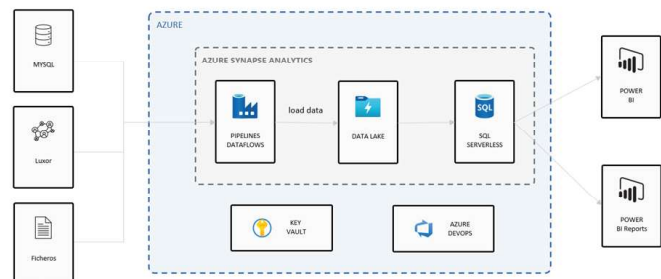 AZURE
AZURE SYNAPSE ANALYTICS
MYSQL
Luxor
Ficheros
PIPELINES
DATAFLOWS
load data
DATA LAKE
SQL
SQL
SERVERLESS
KEY
VAULT
AZURE
DEVOPS
POWER
BI
POWER
BI Reports